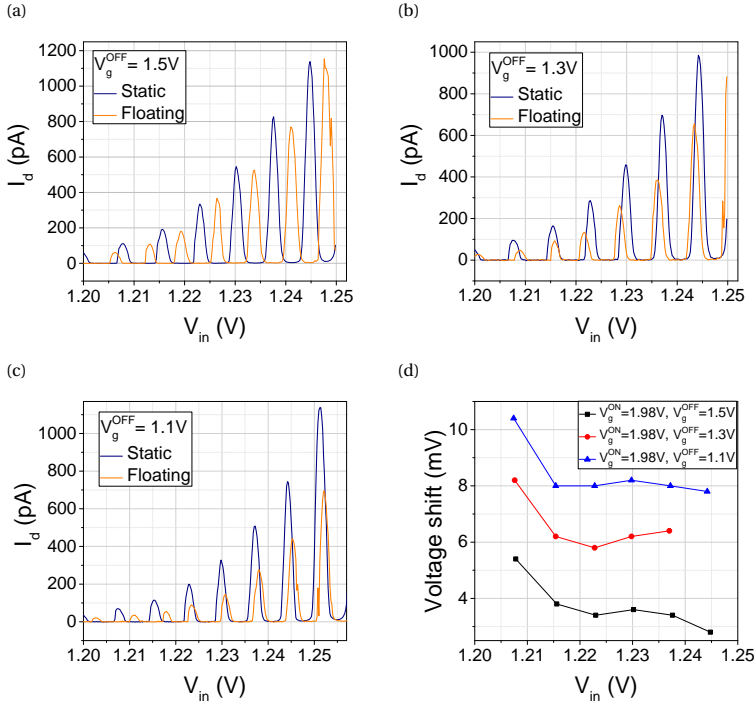 (a)
1200
1000
800
600
400
200
0
I_d (pA)
V_g^OFF = 1.5V
Static
Floating
1.20 1.21 1.22 1.23 1.24 1.25
V_in (V)
(b)
1000
800
600
400
200
0
I_d (pA)
V_g^OFF = 1.3V
Static
Floating
1.20 1.21 1.22 1.23 1.24 1.25
V_in (V)
(c)
1000
800
600
400
200
0
I_d (pA)
V_g^OFF = 1.1V
Static
Floating
1.20 1.21 1.22 1.23 1.24 1.25
V_in (V)
(d)
10
8
6
4
Voltage shift (mV)
V_g^ON=1.98V, V_g^OFF=1.5V
V_g^ON=1.98V, V_g^OFF=1.3V
V_g^ON=1.98V, V_g^OFF=1.1V
1.20 1.21 1.22 1.23 1.24 1.25
V_in (V)